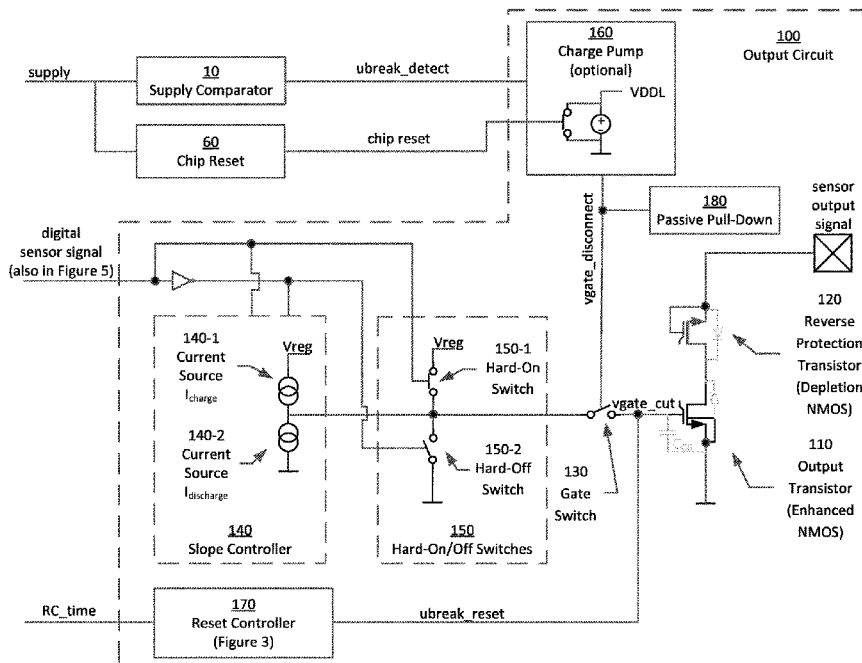 160
Charge Pump
(optional)
VDDL
100
Output Circuit
supply
10
Supply Comparator
ubreak_detect
60
Chip Reset
chip reset
180
Passive Pull-Down
sensor
output
signal
vgate_disconnect
digital
sensor signal
(also in Figure 5)
140-1
Current
Source
Icharge
Vreg
140-2
Current
Source
Idischarge
140
Slope Controller
Vreg
150-1
Hard-On
Switch
150-2
Hard-Off
Switch
150
Hard-On/Off Switches
vgate_cut
130
Gate
Switch
120
Reverse
Protection
Transistor
(Depletion
NMOS)
110
Output
Transistor
(Enhanced
NMOS)
RC_time
170
Reset Controller
(Figure 3)
ubreak_reset